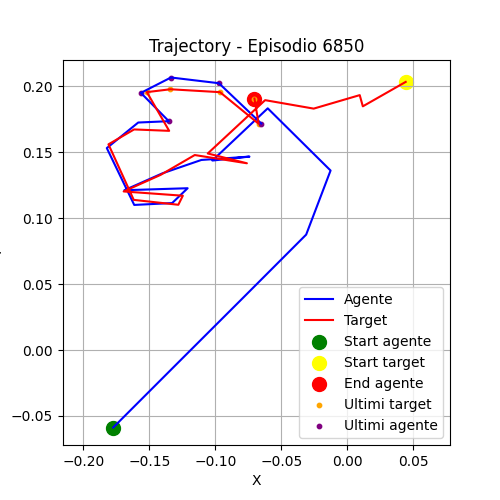 Trajectory - Episodio 6850
0.20
0.15
0.10
0.05
0.00
−0.05
−0.20
−0.15
−0.10
−0.05
0.00
0.05
X
Agente
Target
Start agente
Start target
End agente
Ultimi target
Ultimi agente